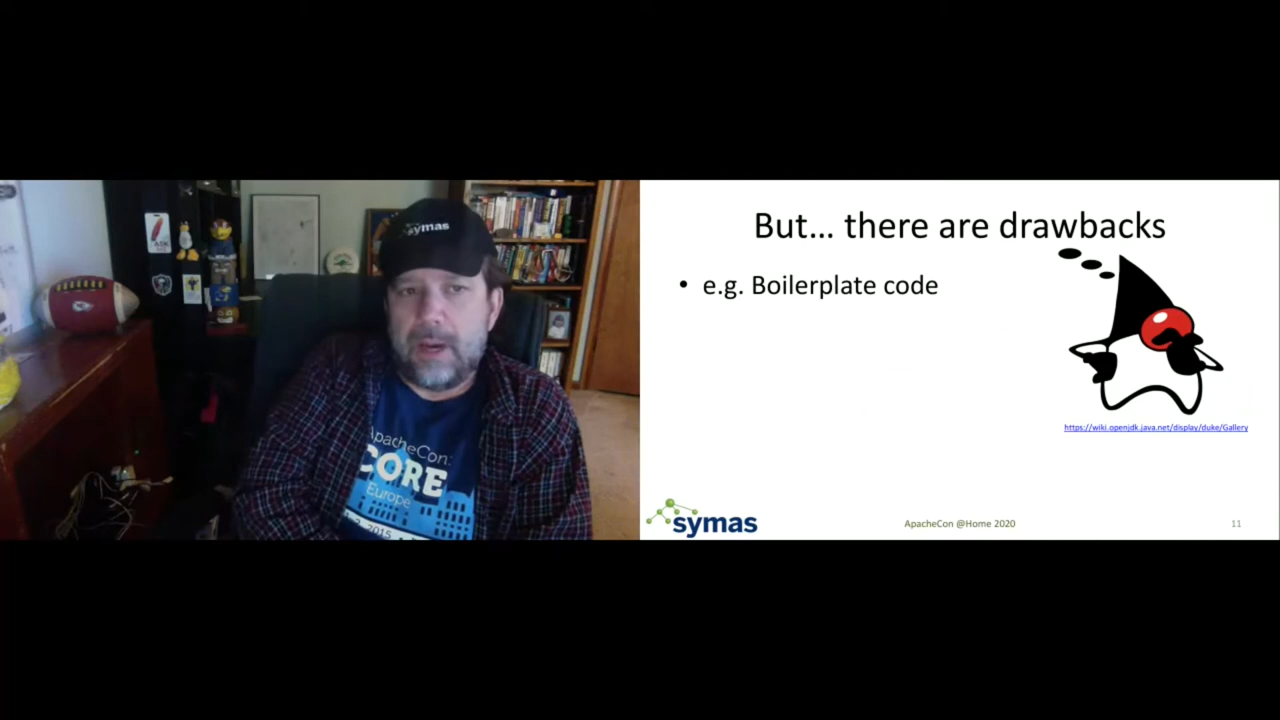 symas
ApacheCon:
CORE
Europe
2015
But... there are drawbacks
• e.g. Boilerplate code
https://wiki.openjdk.java.net/display/duke/Gallery
symas
ApacheCon @Home 2020
11